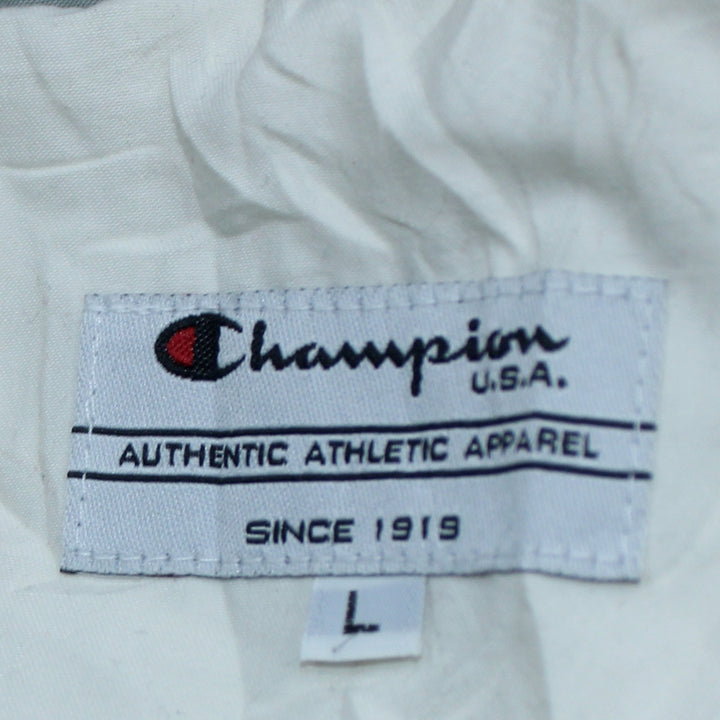 Champion
U.S.A.
AUTHENTIC ATHLETIC APPAREL
SINCE 1919
L